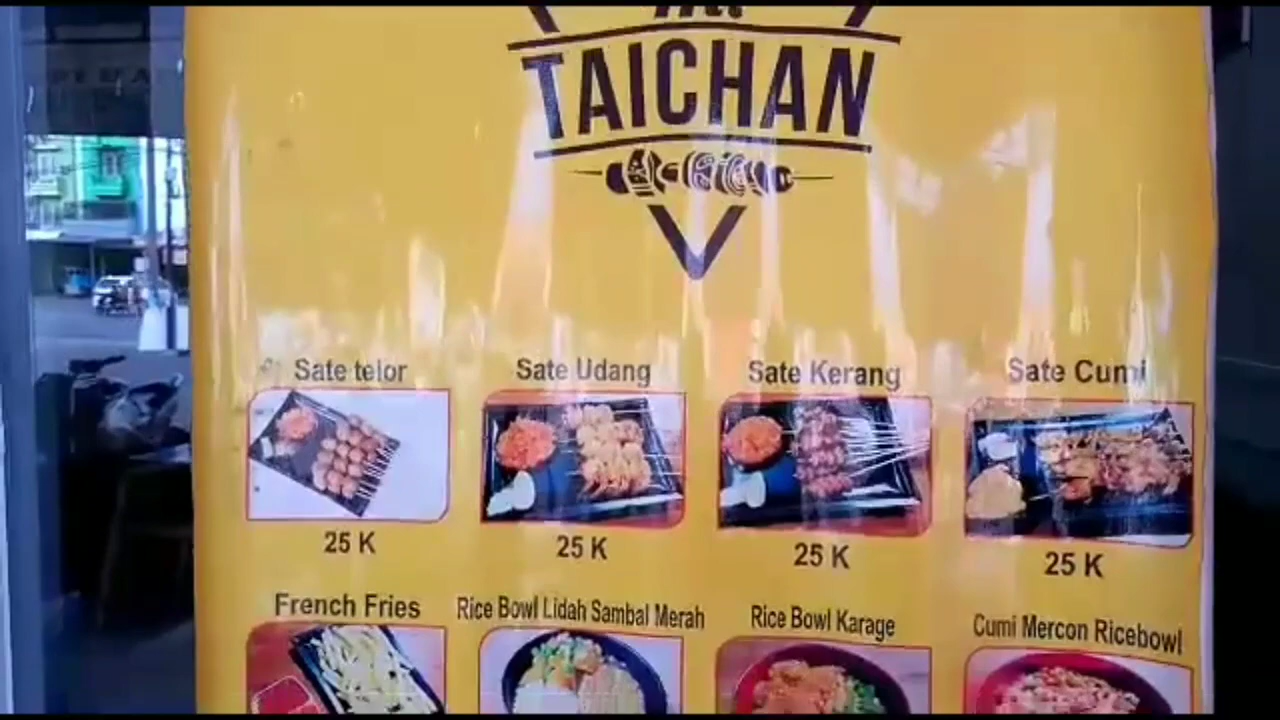 TAICHAN
Sate telor
Sate Udang
Sate Kerang
Sate Cumi
25 K
25 K
25 K
25 K
French Fries
Rice Bowl Lidah Sambal Merah
Rice Bowl Karage
Cumi Mercon Ricebowl